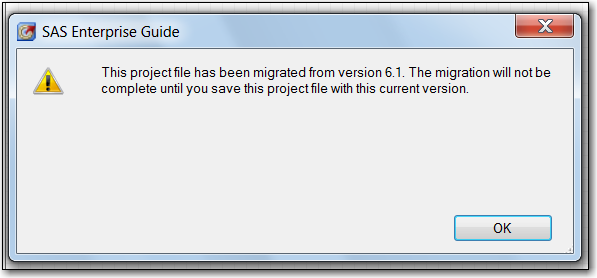 SAS Enterprise Guide
This project file has been migrated from version 6.1. The migration will not be
complete until you save this project file with this current version.
OK